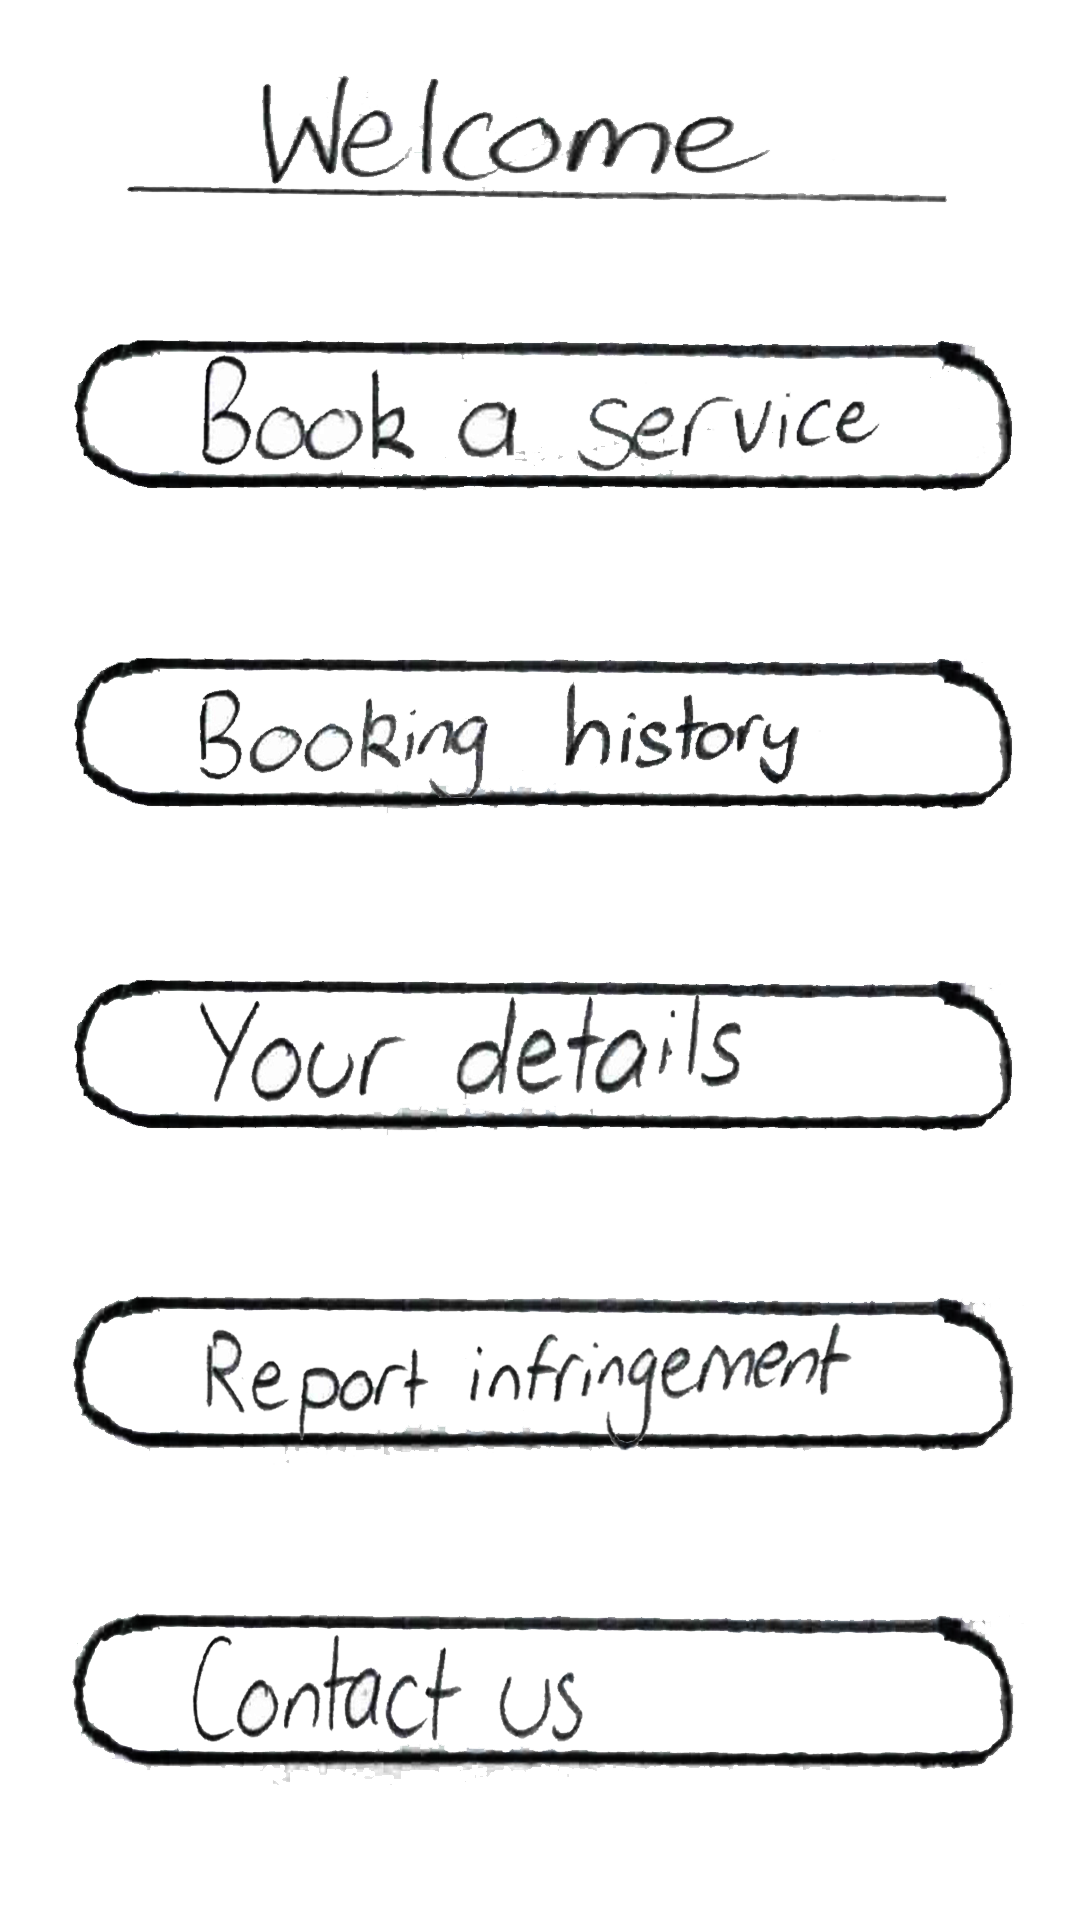 Welcome
Book a service
Booking history
Your details
Report infringement
Contact us